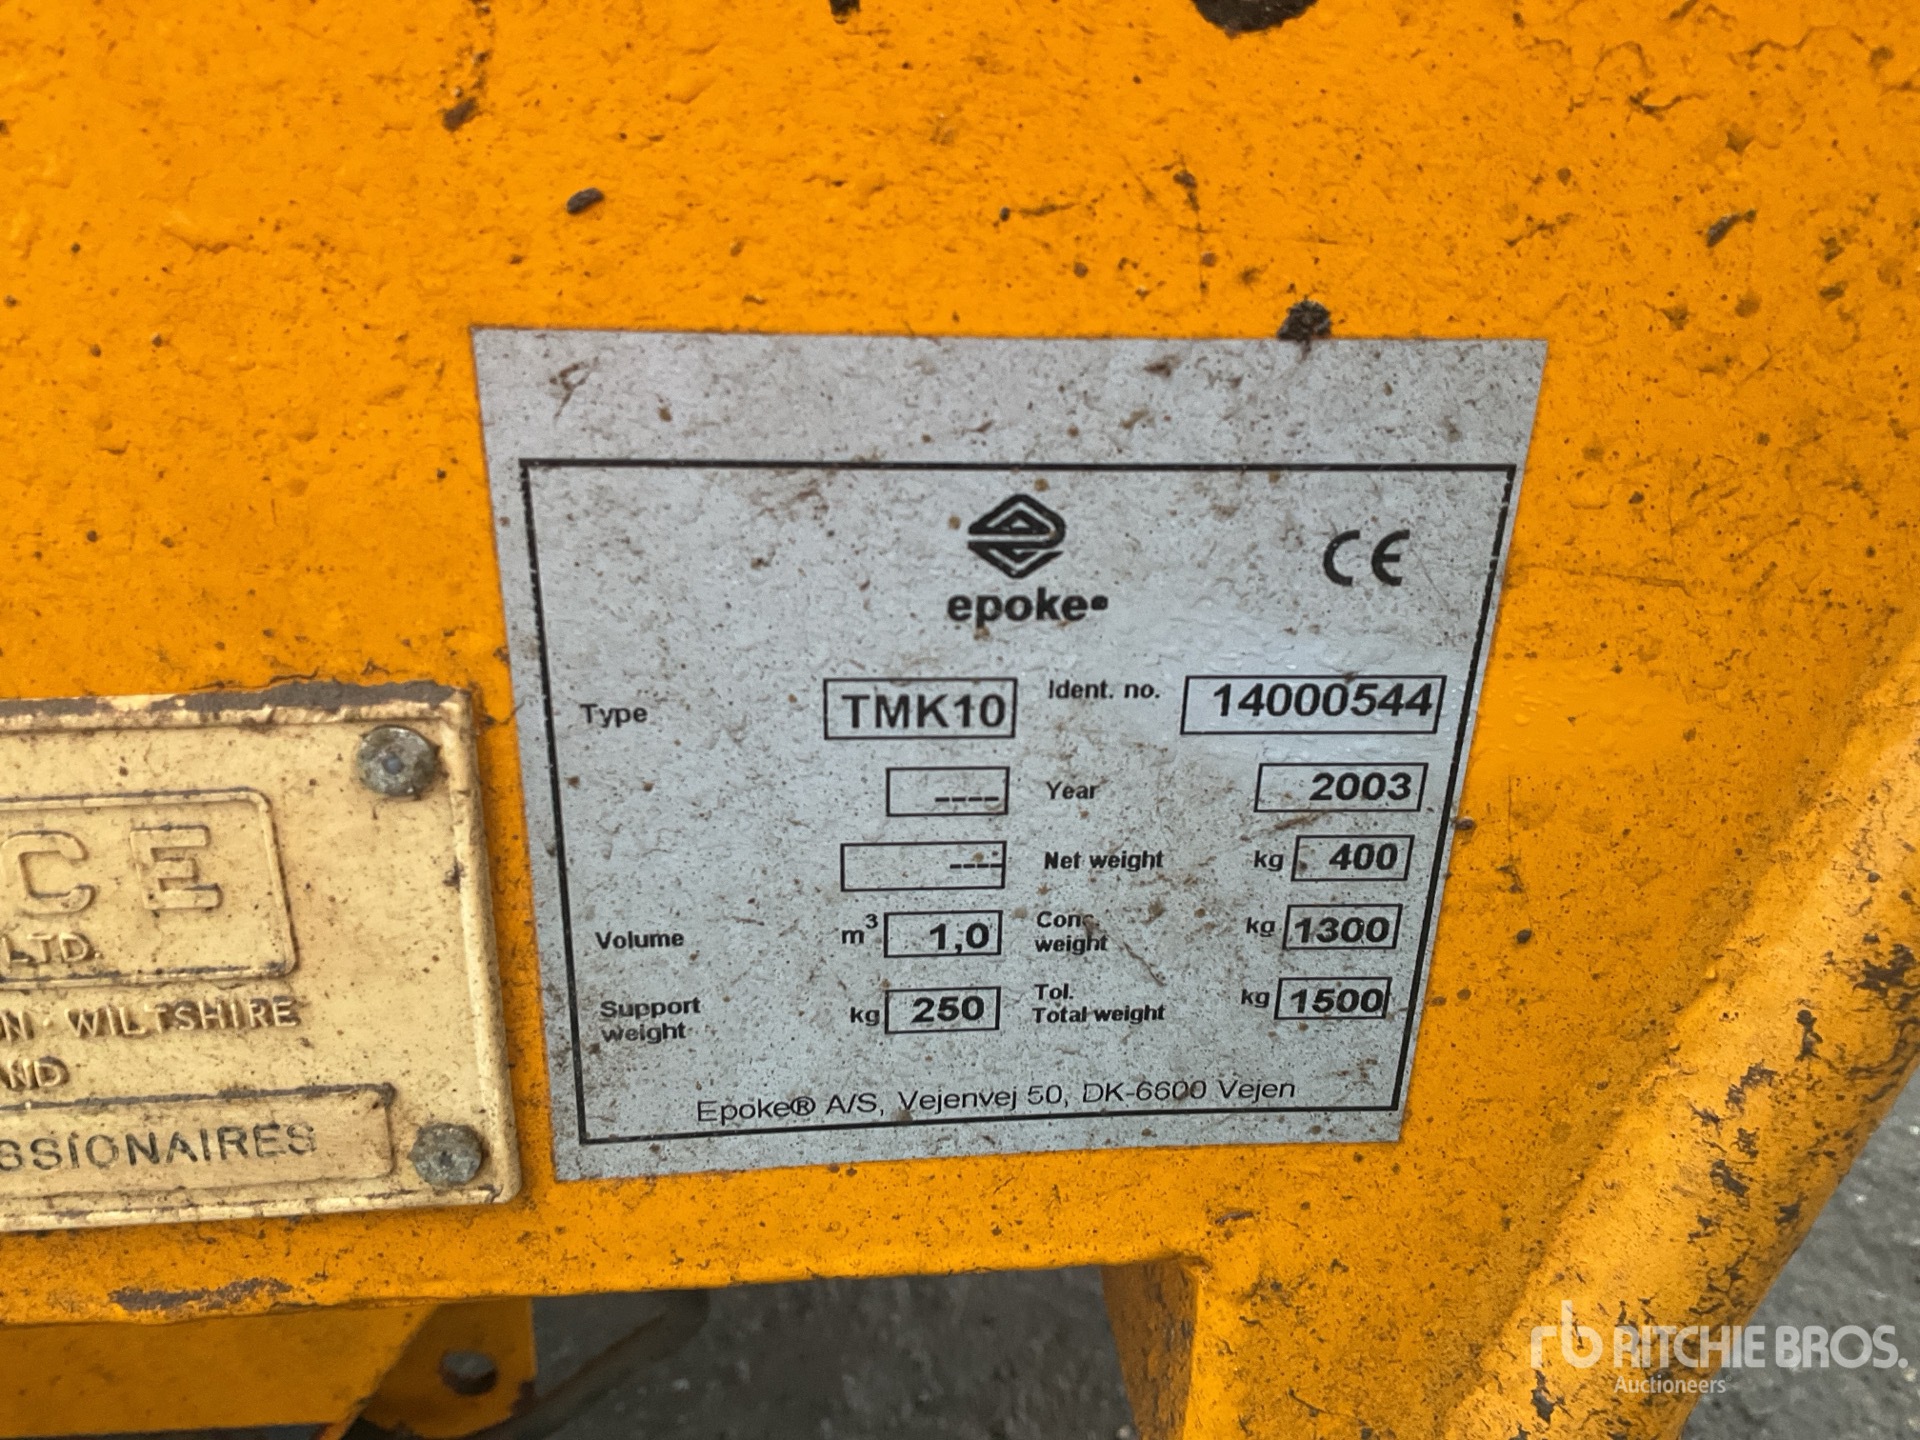 epoke®
CE
Type TMK10 Ident. no. 14000544
---- Year 2003
---- Net weight kg 400
Volume m³ 1,0 Cons. weight kg 1300
Support weight kg 250 Tol. Total weight kg 1500
Epoke® A/S, Vejenvej 50, DK-6600 Vejen
CE
LTD.
N · WILTSHIRE
ND
SSIONAIRES
rb RITCHIE BROS.
Auctioneers